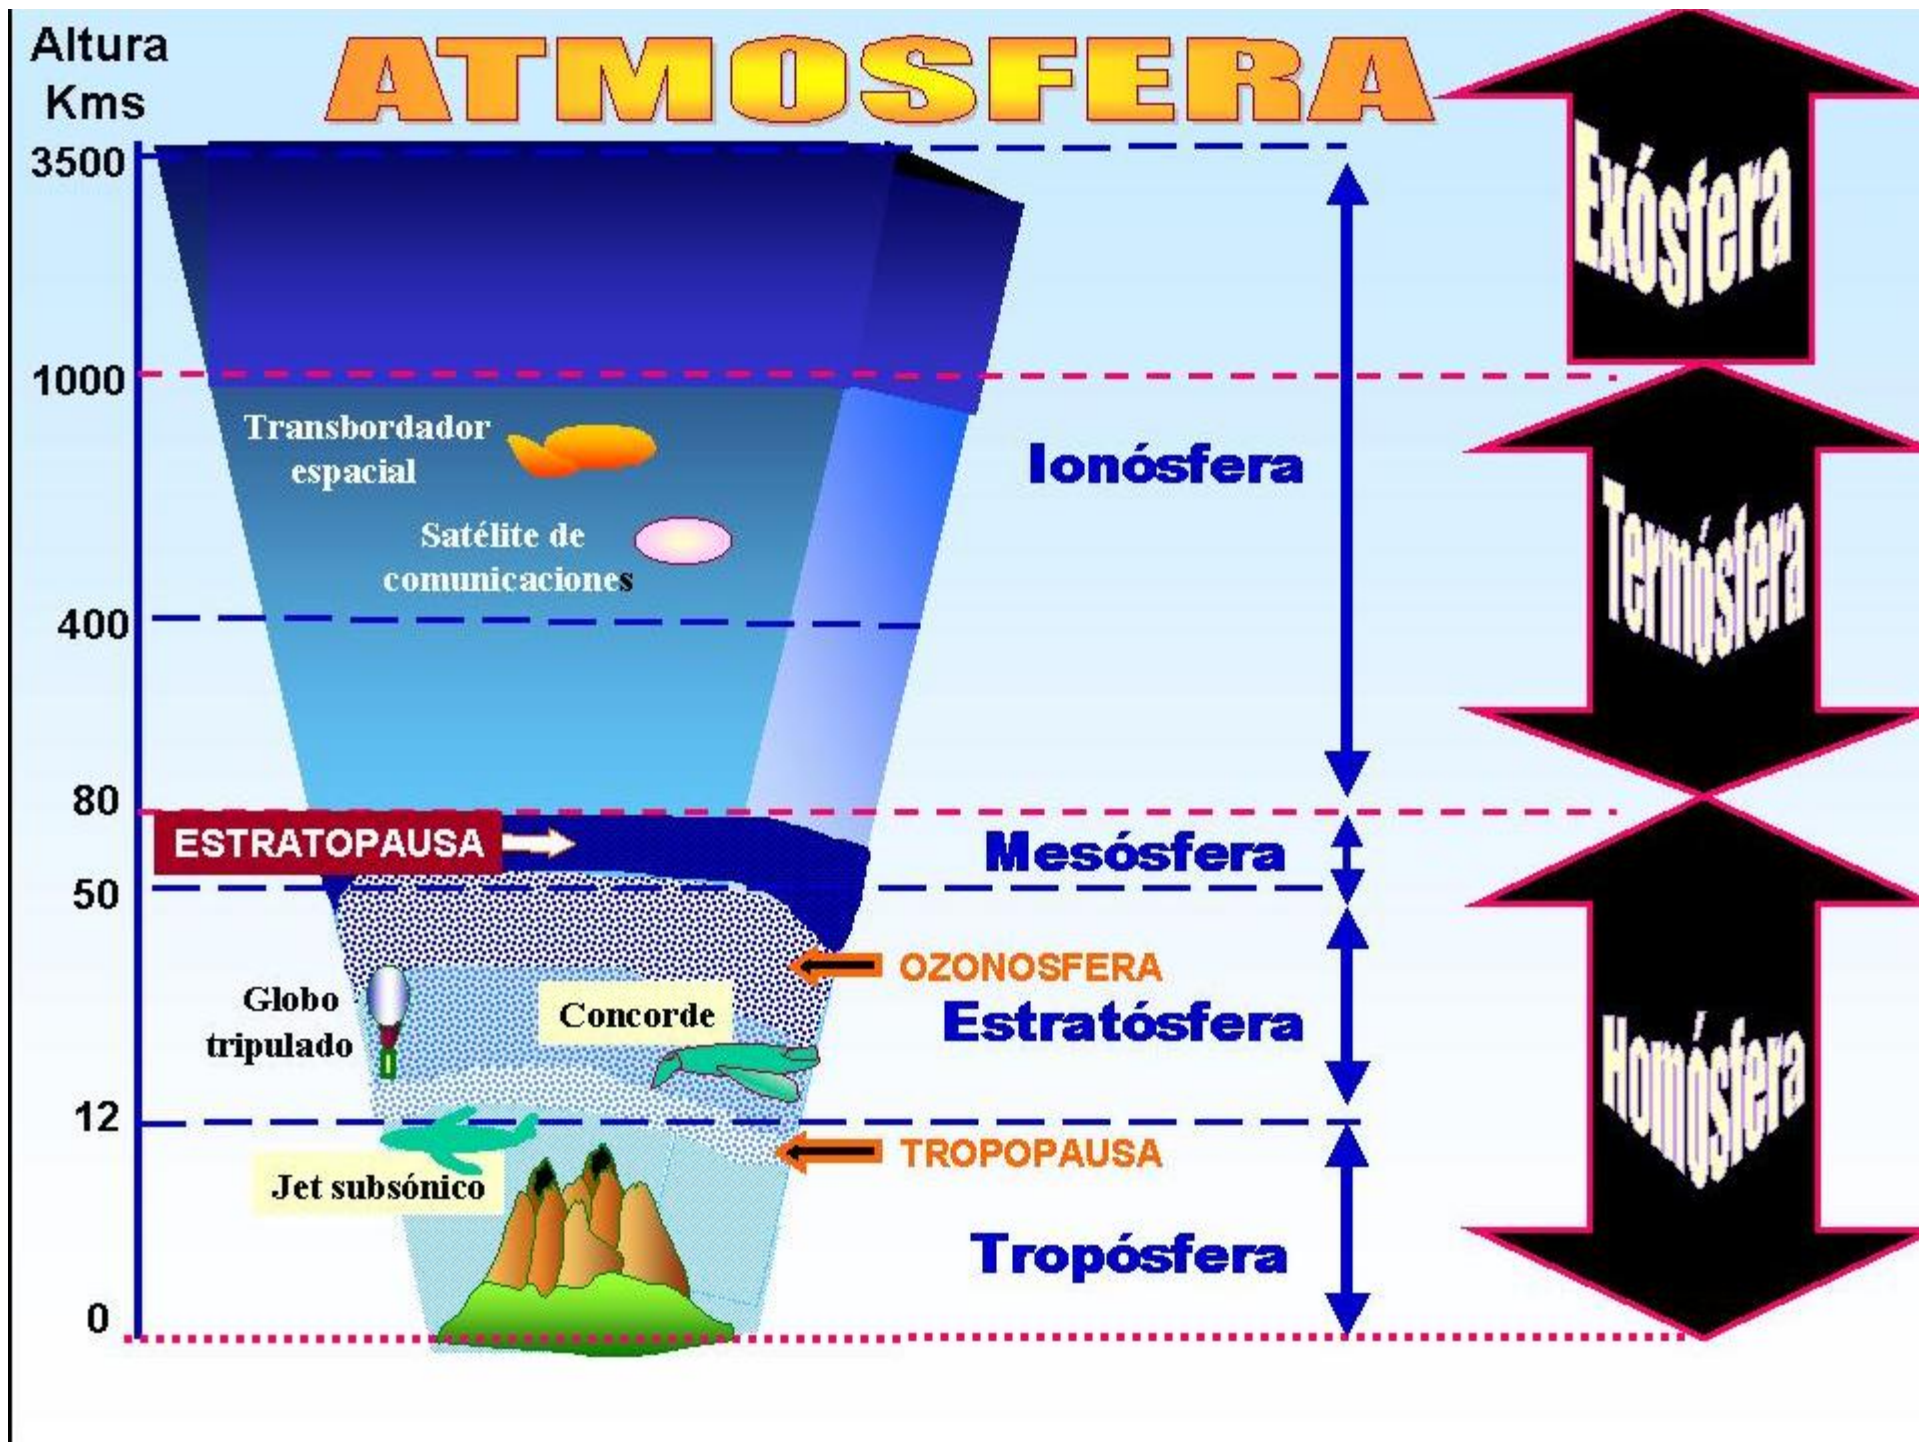 Altura
Kms
ATMOSFERA
3500
Exósfera
1000
Transbordador
espacial
Ionósfera
Satélite de
comunicaciones
Termósfera
400
80
ESTRATOPAUSA
Mesósfera
50
OZONOSFERA
Globo
tripulado
Concorde
Estratósfera
Homósfera
12
TROPOPAUSA
Jet subsónico
Tropósfera
0